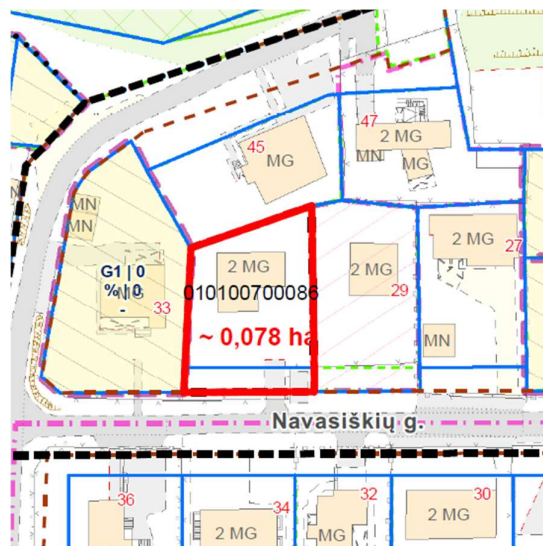 47
2 MG
45
MG
MN
MG
MN
MN
27
2 MG
G1 | 0
% | 0
-
33
2 MG
010100700086
~ 0,078 ha
2 MG
29
MN
Navasiškių g.
36
34
2 MG
32
MG
30
2 MG